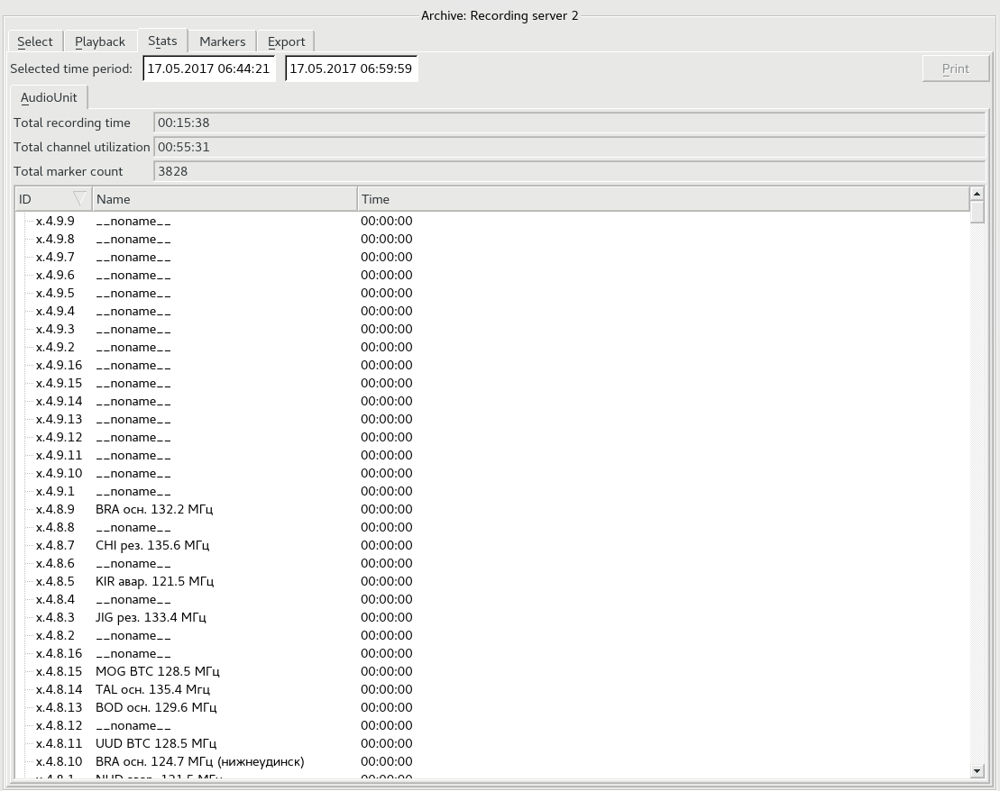 Archive: Recording server 2
Select Playback Stats Markers Export
Selected time period: 17.05.2017 06:44:21 17.05.2017 06:59:59 Print
AudioUnit
Total recording time 00:15:38
Total channel utilization 00:55:31
Total marker count 3828
ID Name Time
x.4.9.9 __noname__ 00:00:00
x.4.9.8 __noname__ 00:00:00
x.4.9.7 __noname__ 00:00:00
x.4.9.6 __noname__ 00:00:00
x.4.9.5 __noname__ 00:00:00
x.4.9.4 __noname__ 00:00:00
x.4.9.3 __noname__ 00:00:00
x.4.9.2 __noname__ 00:00:00
x.4.9.16 __noname__ 00:00:00
x.4.9.15 __noname__ 00:00:00
x.4.9.14 __noname__ 00:00:00
x.4.9.13 __noname__ 00:00:00
x.4.9.12 __noname__ 00:00:00
x.4.9.11 __noname__ 00:00:00
x.4.9.10 __noname__ 00:00:00
x.4.9.1 __noname__ 00:00:00
x.4.8.9 BRA осн. 132.2 МГц 00:00:00
x.4.8.8 __noname__ 00:00:00
x.4.8.7 CHI рез. 135.6 МГц 00:00:00
x.4.8.6 __noname__ 00:00:00
x.4.8.5 KIR авар. 121.5 МГц 00:00:00
x.4.8.4 __noname__ 00:00:00
x.4.8.3 JIG рез. 133.4 МГц 00:00:00
x.4.8.2 __noname__ 00:00:00
x.4.8.16 __noname__ 00:00:00
x.4.8.15 MOG ВТС 128.5 МГц 00:00:00
x.4.8.14 TAL осн. 135.4 Мгц 00:00:00
x.4.8.13 BOD осн. 129.6 МГц 00:00:00
x.4.8.12 __noname__ 00:00:00
x.4.8.11 UUD ВТС 128.5 МГц 00:00:00
x.4.8.10 BRA осн. 124.7 МГц (нижнеудинск) 00:00:00
x.4.8.1 NUD авар. 121.5 МГц 00:00:00